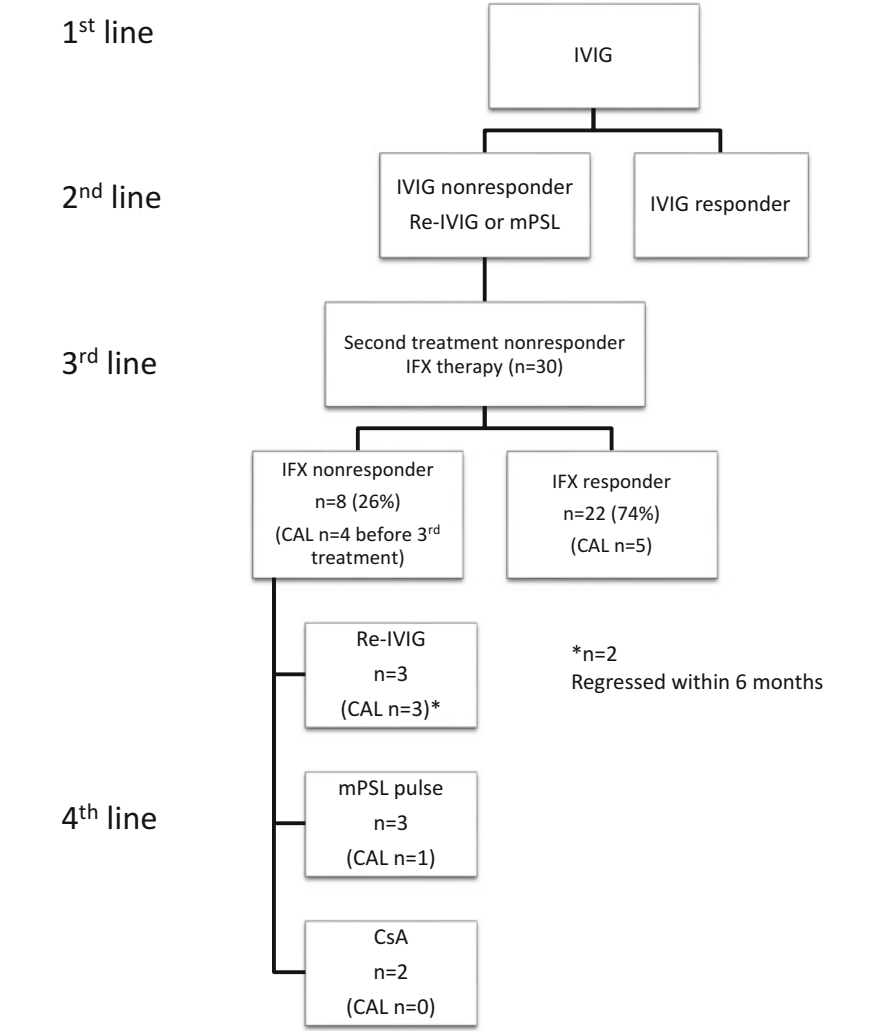 1st line
IVIG
2nd line
IVIG nonresponder
Re-IVIG or mPSL
IVIG responder
3rd line
Second treatment nonresponder
IFX therapy (n=30)
IFX nonresponder
n=8 (26%)
(CAL n=4 before 3rd
treatment)
IFX responder
n=22 (74%)
(CAL n=5)
Re-IVIG
n=3
(CAL n=3)*
*n=2
Regressed within 6 months
4th line
mPSL pulse
n=3
(CAL n=1)
CsA
n=2
(CAL n=0)